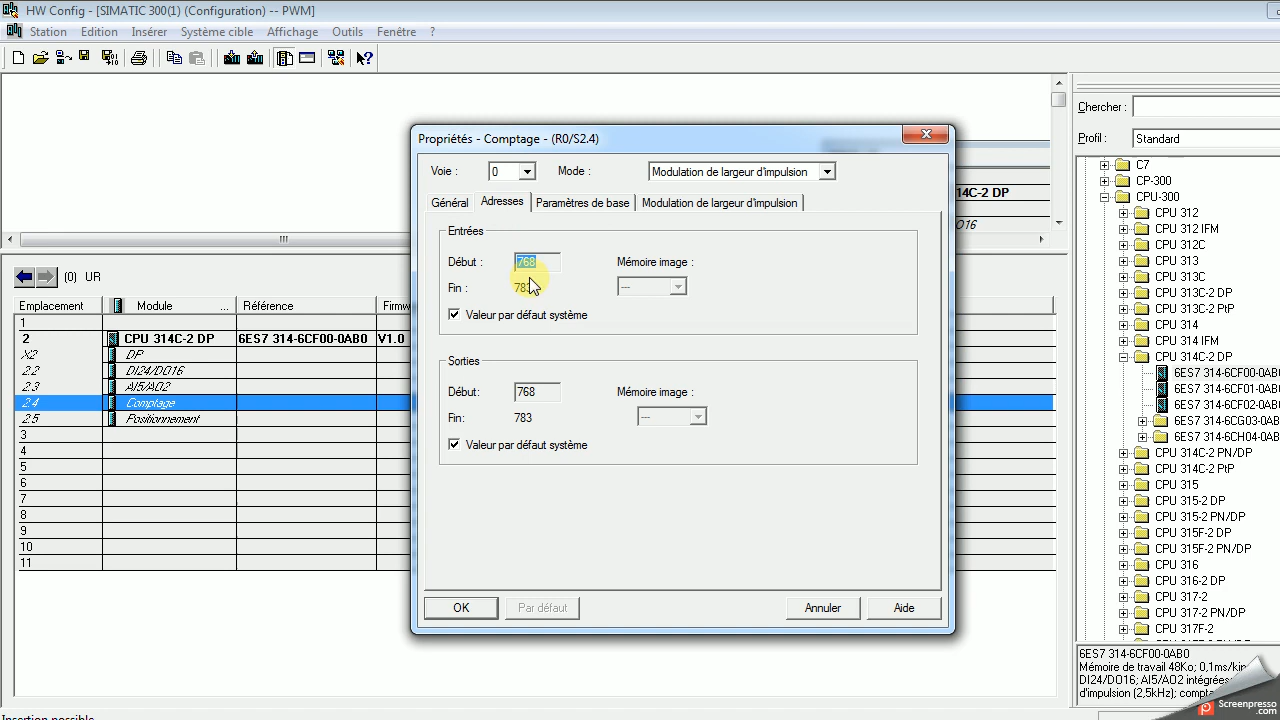 HW Config - [SIMATIC 300(1) (Configuration) -- PWM]
Station Edition Insérer Système cible Affichage Outils Fenêtre ?
Chercher :
Profil : Standard
Propriétés - Comptage - (R0/S2.4)
Voie : 0 Mode : Modulation de largeur d'impulsion
Général Adresses Paramètres de base Modulation de largeur d'impulsion
Entrées
Début : 768 Mémoire image :
Fin : 783 ---
Valeur par défaut système
Sorties
Début: 768 Mémoire image :
Fin: 783 ---
Valeur par défaut système
OK Par défaut Annuler Aide
14C-2 DP
O16
(0) UR
Emplacement Module ... Référence Firmw
1
2 CPU 314C-2 DP 6ES7 314-6CF00-0AB0 V1.0
X2 DP
2.2 DI24/DO16
2.3 AI5/AO2
2.4 Comptage
2.5 Positionnement
3
4
5
6
7
8
9
10
11
C7
CP-300
CPU-300
CPU 312
CPU 312 IFM
CPU 312C
CPU 313
CPU 313C
CPU 313C-2 DP
CPU 313C-2 PtP
CPU 314
CPU 314 IFM
CPU 314C-2 DP
6ES7 314-6CF00-0AB0
6ES7 314-6CF01-0AB0
6ES7 314-6CF02-0AB0
6ES7 314-6CG03-0AB
6ES7 314-6CH04-0AB
CPU 314C-2 PN/DP
CPU 314C-2 PtP
CPU 315
CPU 315-2 DP
CPU 315-2 PN/DP
CPU 315F-2 DP
CPU 315F-2 PN/DP
CPU 316
CPU 316-2 DP
CPU 317-2
CPU 317-2 PN/DP
CPU 317F-2
6ES7 314-6CF00-0AB0
Mémoire de travail 48Ko; 0,1ms/kin
DI24/DO16; AI5/AO2 intégrées
d'impulsion (2,5kHz); compta
Insertion possible
Screenpresso
.com